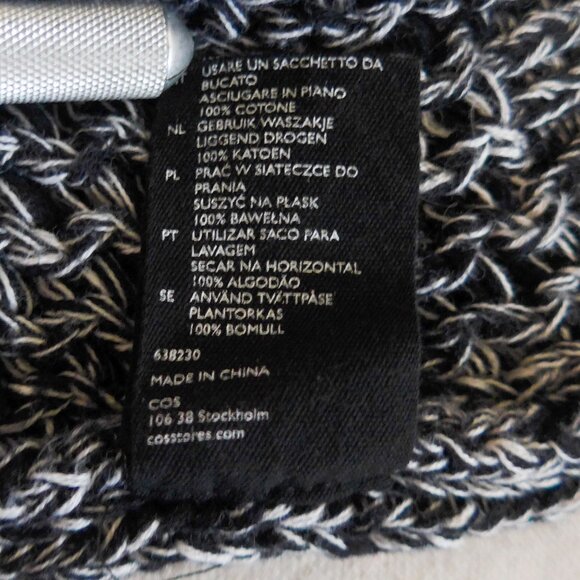 USARE UN SACCHETTO DA
BUCATO
ASCIUGARE IN PIANO
100% COTONE
NL GEBRUIK WASZAKJE
LIGGEND DROGEN
100% KATOEN
PL PRAĆ W SIATECZCE DO
PRANIA
SUSZYĆ NA PŁASK
100% BAWEŁNA
PT UTILIZAR SACO PARA
LAVAGEM
SECAR NA HORIZONTAL
100% ALGODÃO
SE ANVÄND TVÄTTPÅSE
PLANTORKAS
100% BOMULL
638230
MADE IN CHINA
COS
106 38 Stockholm
cosstores.com